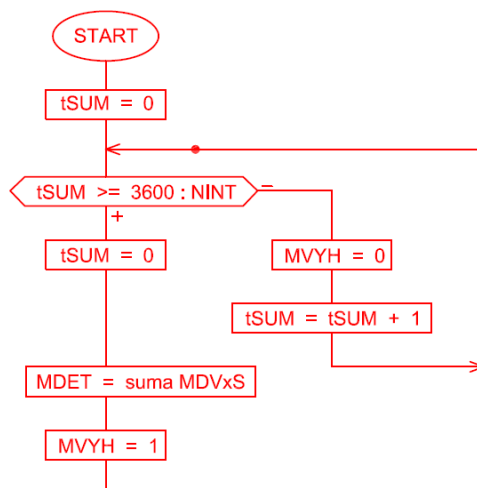 START
tSUM = 0
tSUM >= 3600 : NINT
−
+
tSUM = 0
MVYH = 0
tSUM = tSUM + 1
MDET = suma MDVxS
MVYH = 1